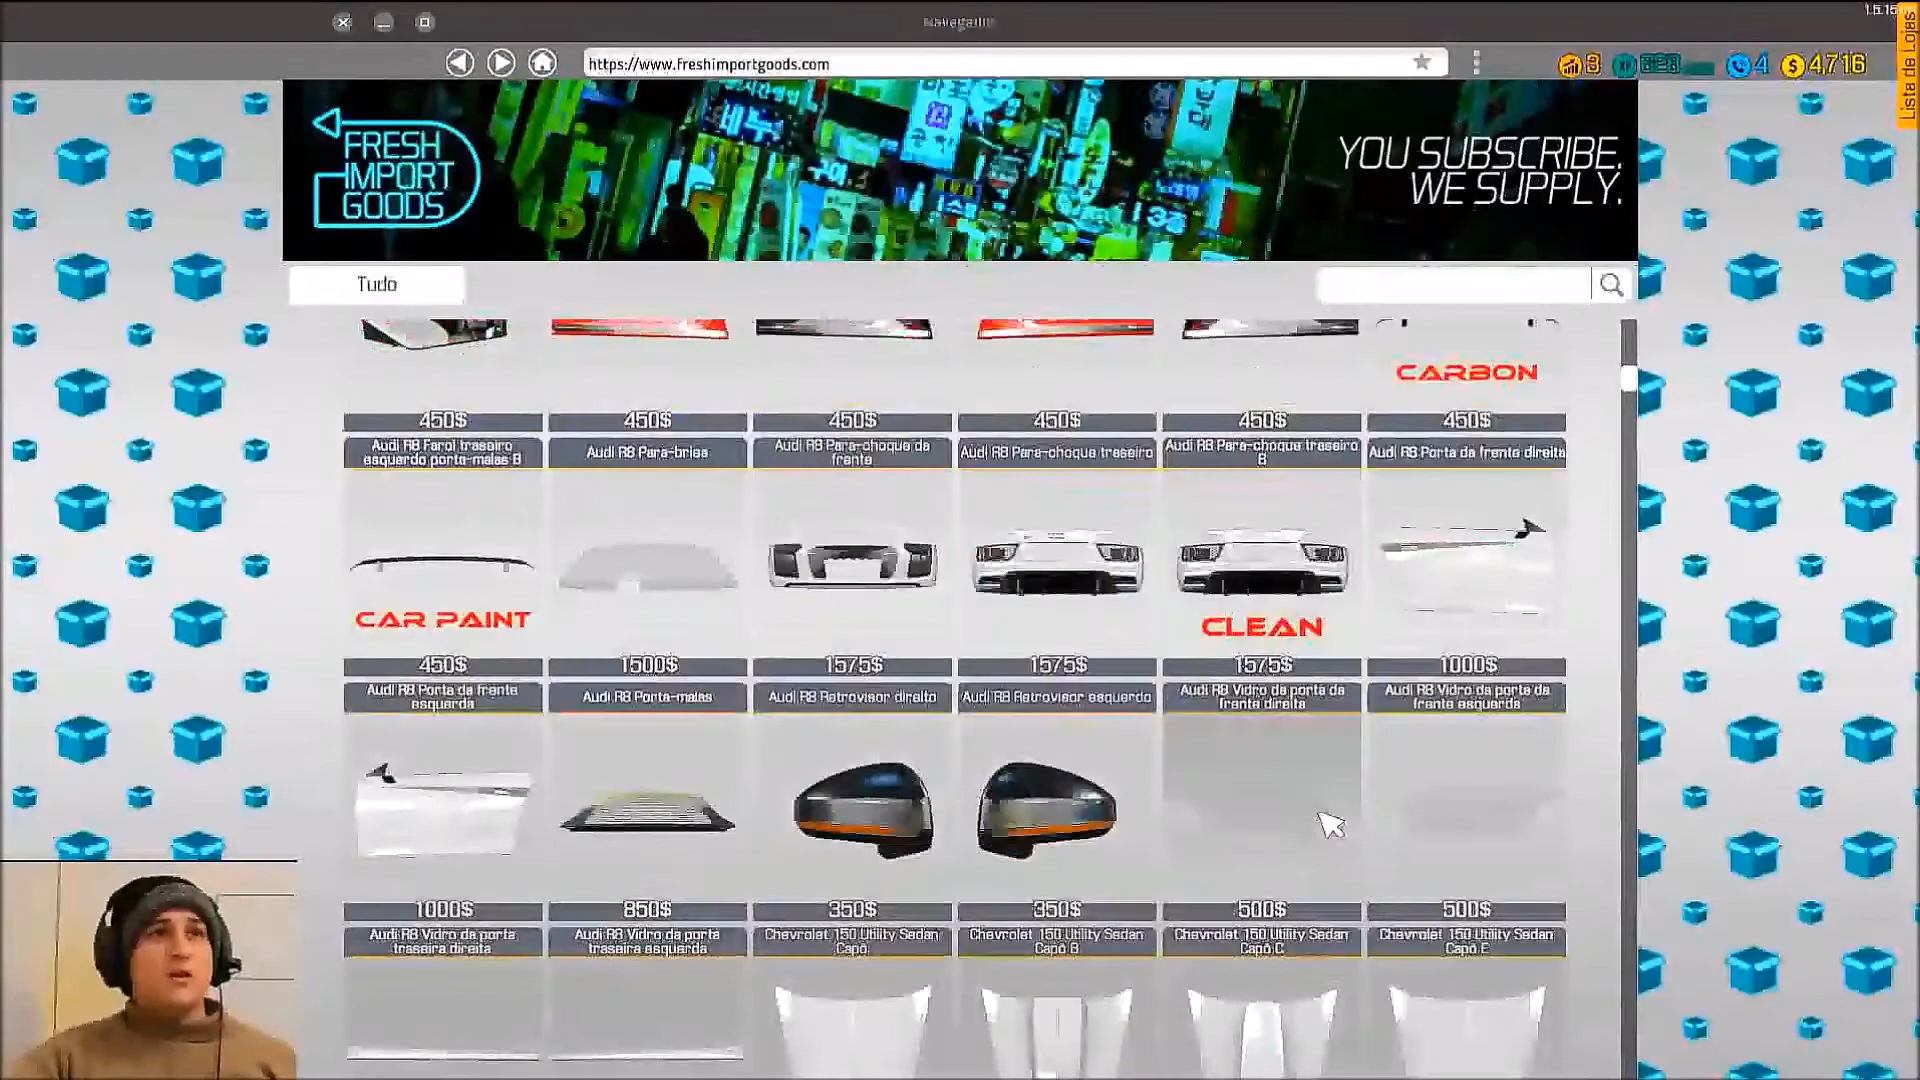 Navegador
1.5.15
Lista de Lojas
https://www.freshimportgoods.com
3
XP
4
$ 4,716
FRESH
IMPORT
GOODS
YOU SUBSCRIBE.
WE SUPPLY.
Tudo
CARBON
450$
450$
450$
450$
450$
450$
Audi R8 Farol traseiro
esquerdo porta-malas B
Audi R8 Para-brisa
Audi R8 Para-choque da
frente
Audi R8 Para-choque traseiro
Audi R8 Para-choque traseiro
B
Audi R8 Porta da frente direita
CAR PAINT
CLEAN
450$
1500$
1575$
1575$
1575$
1000$
Audi R8 Porta da frente
esquerda
Audi R8 Porta-malas
Audi R8 Retrovisor direito
Audi R8 Retrovisor esquerdo
Audi R8 Vidro da porta da
frente direita
Audi R8 Vidro da porta da
frente esquerda
1000$
850$
350$
350$
500$
500$
Audi R8 Vidro da porta
traseira direita
Audi R8 Vidro da porta
traseira esquerda
Chevrolet 150 Utility Sedan
Capô
Chevrolet 150 Utility Sedan
Capô B
Chevrolet 150 Utility Sedan
Capô C
Chevrolet 150 Utility Sedan
Capô E